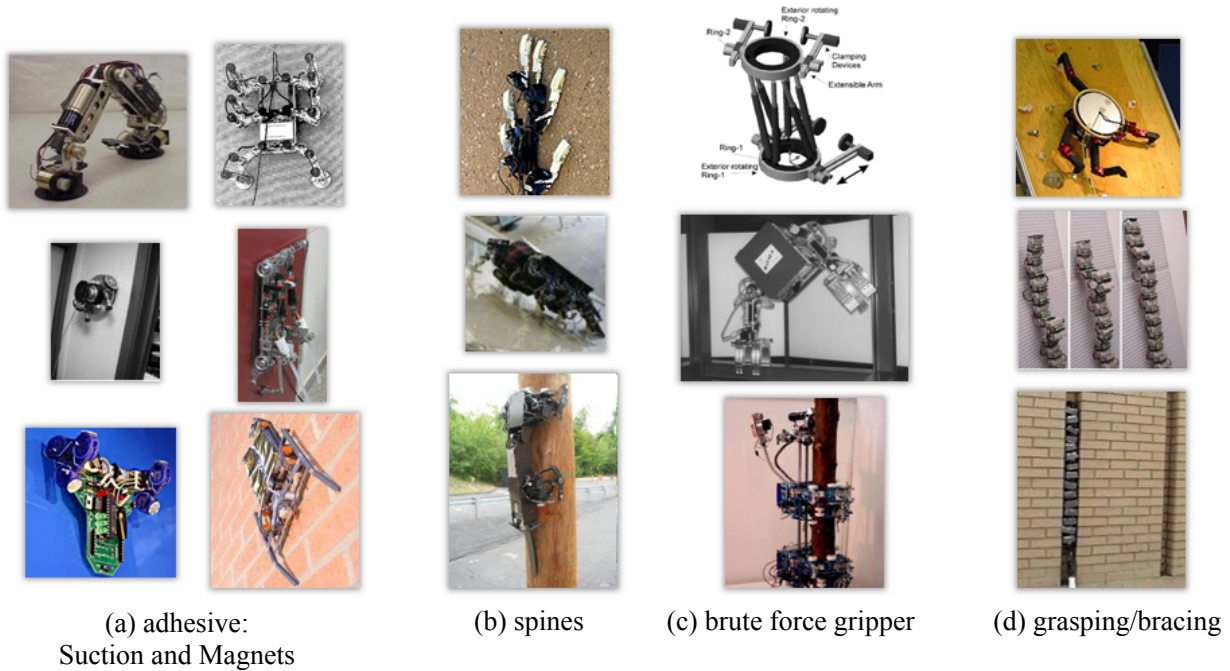 Exterior rotating
Ring-2
Ring-2
Clamping
Devices
Extensible Arm
Ring-1
Exterior rotating
Ring-1
(a) adhesive:
Suction and Magnets
(b) spines
(c) brute force gripper
(d) grasping/bracing